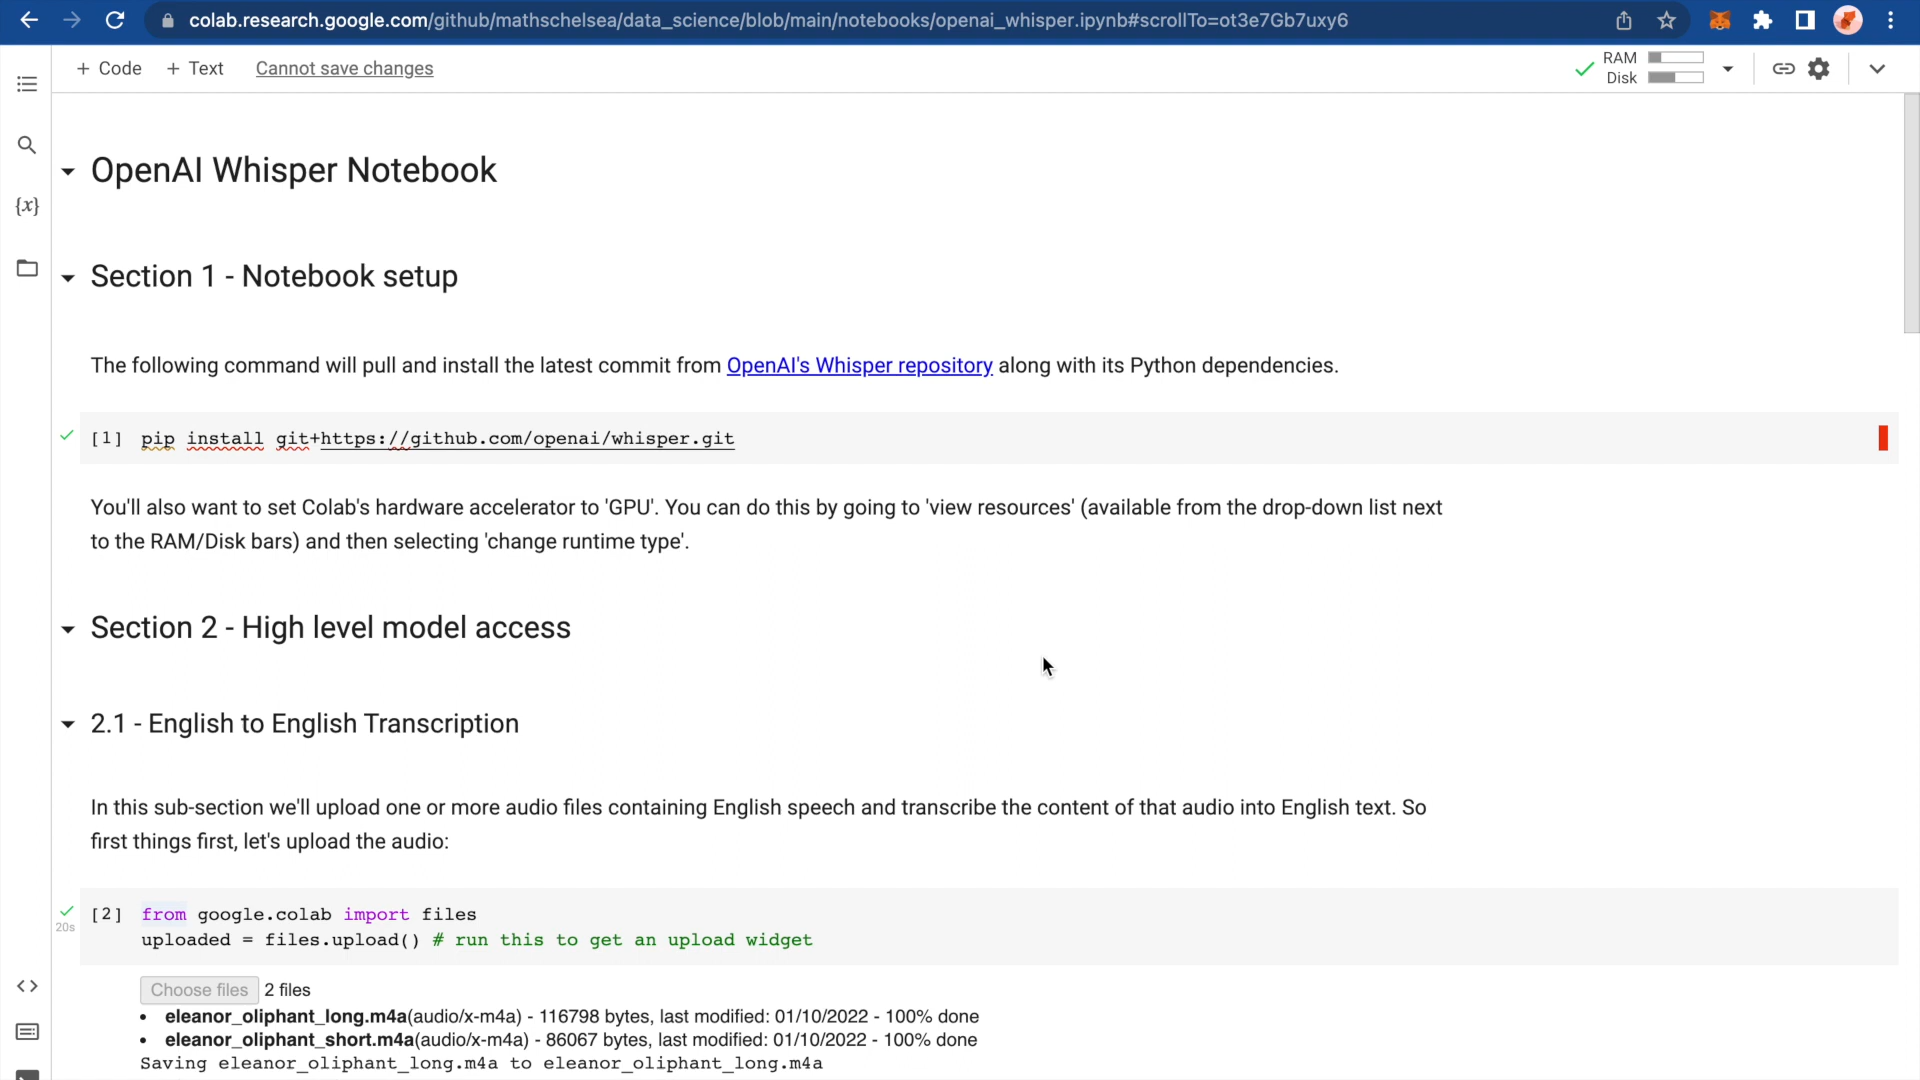 colab.research.google.com/github/mathschelsea/data_science/blob/main/notebooks/openai_whisper.ipynb#scrollTo=ot3e7Gb7uxy6
+ Code + Text Cannot save changes
RAM
Disk
OpenAI Whisper Notebook
{x}
Section 1 - Notebook setup
The following command will pull and install the latest commit from OpenAI's Whisper repository along with its Python dependencies.
[1] pip install git+https://github.com/openai/whisper.git
You'll also want to set Colab's hardware accelerator to 'GPU'. You can do this by going to 'view resources' (available from the drop-down list next
to the RAM/Disk bars) and then selecting 'change runtime type'.
Section 2 - High level model access
2.1 - English to English Transcription
In this sub-section we'll upload one or more audio files containing English speech and transcribe the content of that audio into English text. So
first things first, let's upload the audio:
[2] from google.colab import files
20s
uploaded = files.upload() # run this to get an upload widget
Choose files 2 files
• eleanor_oliphant_long.m4a(audio/x-m4a) - 116798 bytes, last modified: 01/10/2022 - 100% done
• eleanor_oliphant_short.m4a(audio/x-m4a) - 86067 bytes, last modified: 01/10/2022 - 100% done
Saving eleanor_oliphant_long.m4a to eleanor_oliphant_long.m4a